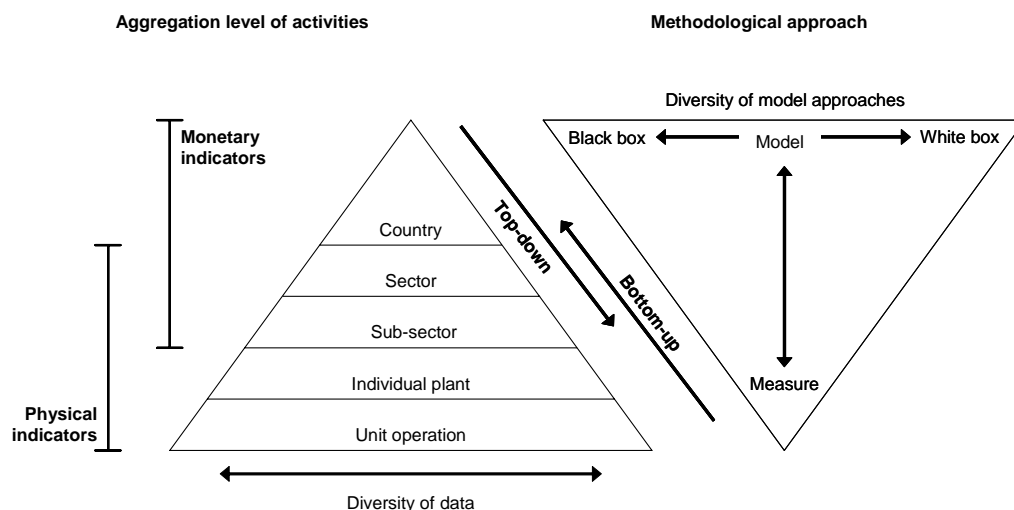 Aggregation level of activities
Methodological approach
Diversity of model approaches
Monetary
indicators
Black box
Model
White box
Top-down
Country
Sector
Bottom-up
Sub-sector
Individual plant
Measure
Physical
indicators
Unit operation
Diversity of data